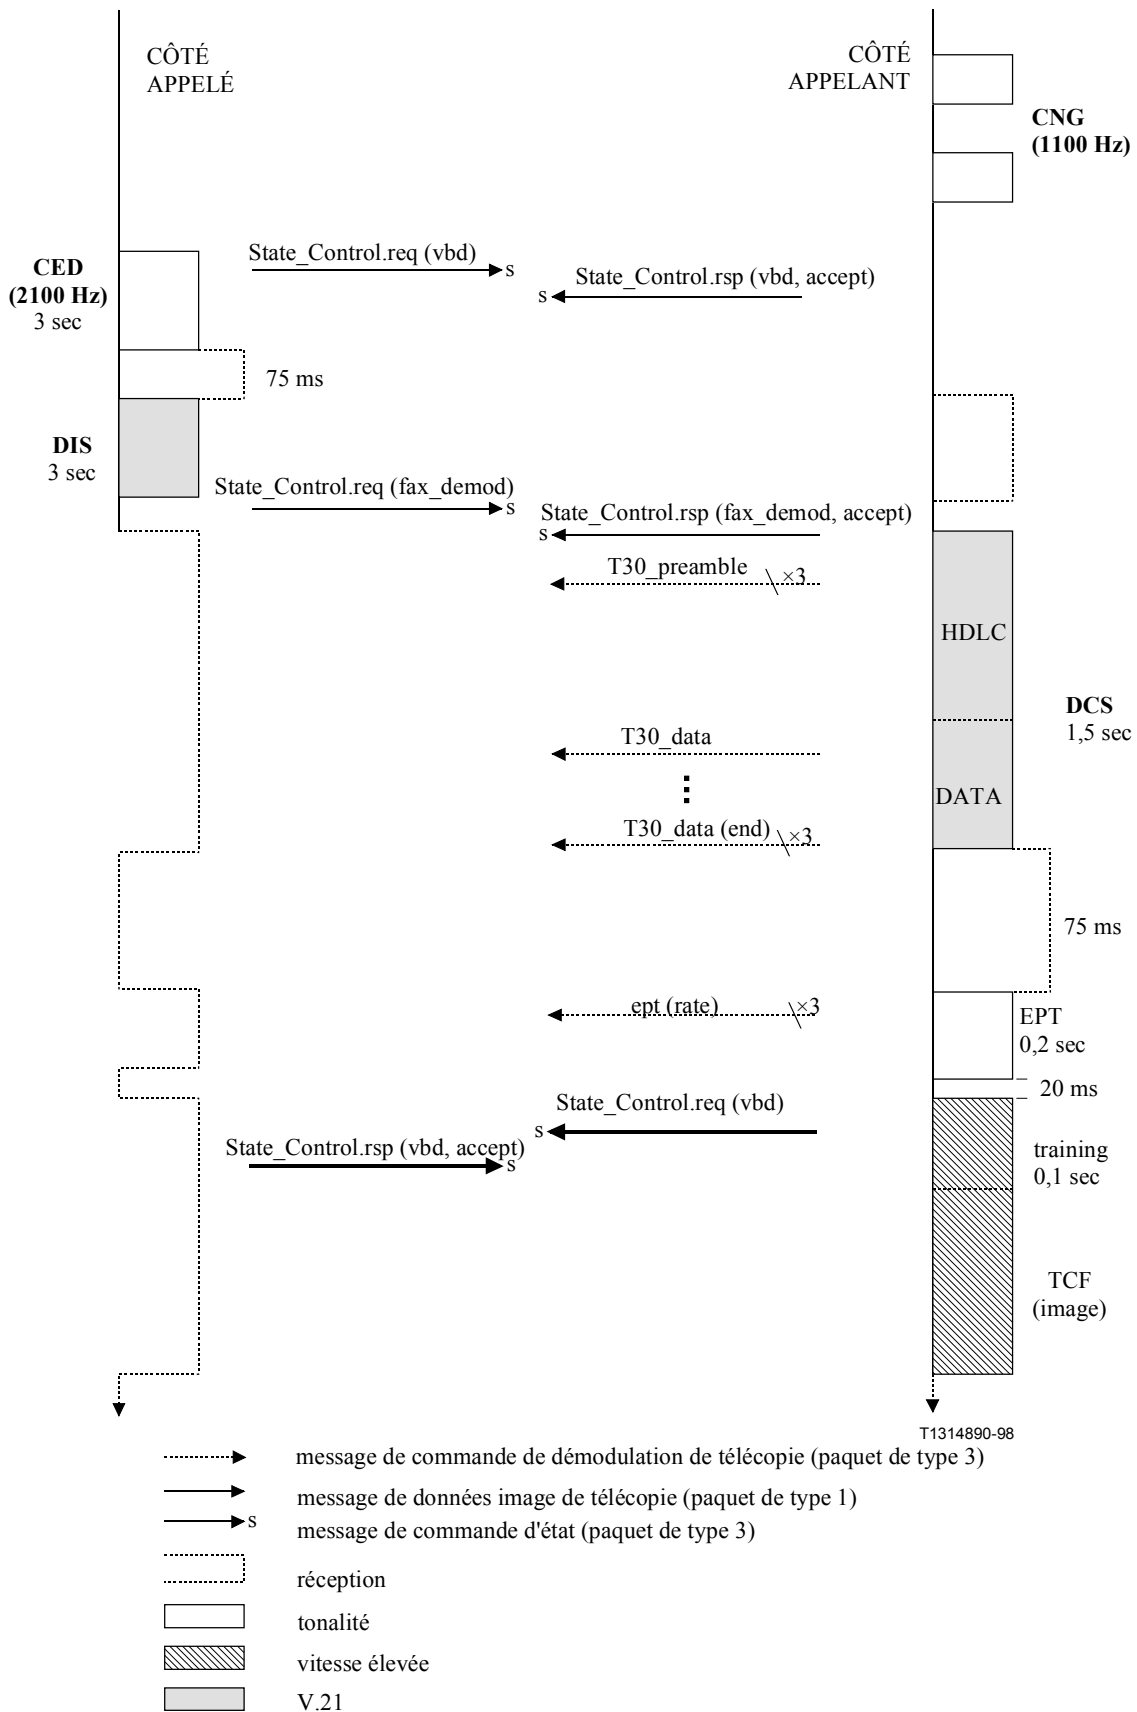 CÔTÉ
APPELÉ
CÔTÉ
APPELANT
CNG
(1100 Hz)
State_Control.req (vbd)
s
CED
(2100 Hz)
3 sec
State_Control.rsp (vbd, accept)
s
75 ms
DIS
3 sec
State_Control.req (fax_demod)
s
State_Control.rsp (fax_demod, accept)
s
T30_preamble
×3
HDLC
DCS
1,5 sec
T30_data
DATA
T30_data (end)
×3
75 ms
ept (rate)
×3
EPT
0,2 sec
20 ms
State_Control.req (vbd)
s
State_Control.rsp (vbd, accept)
s
training
0,1 sec
TCF
(image)
T1314890-98
message de commande de démodulation de télécopie (paquet de type 3)
message de données image de télécopie (paquet de type 1)
s
message de commande d'état (paquet de type 3)
réception
tonalité
vitesse élevée
V.21